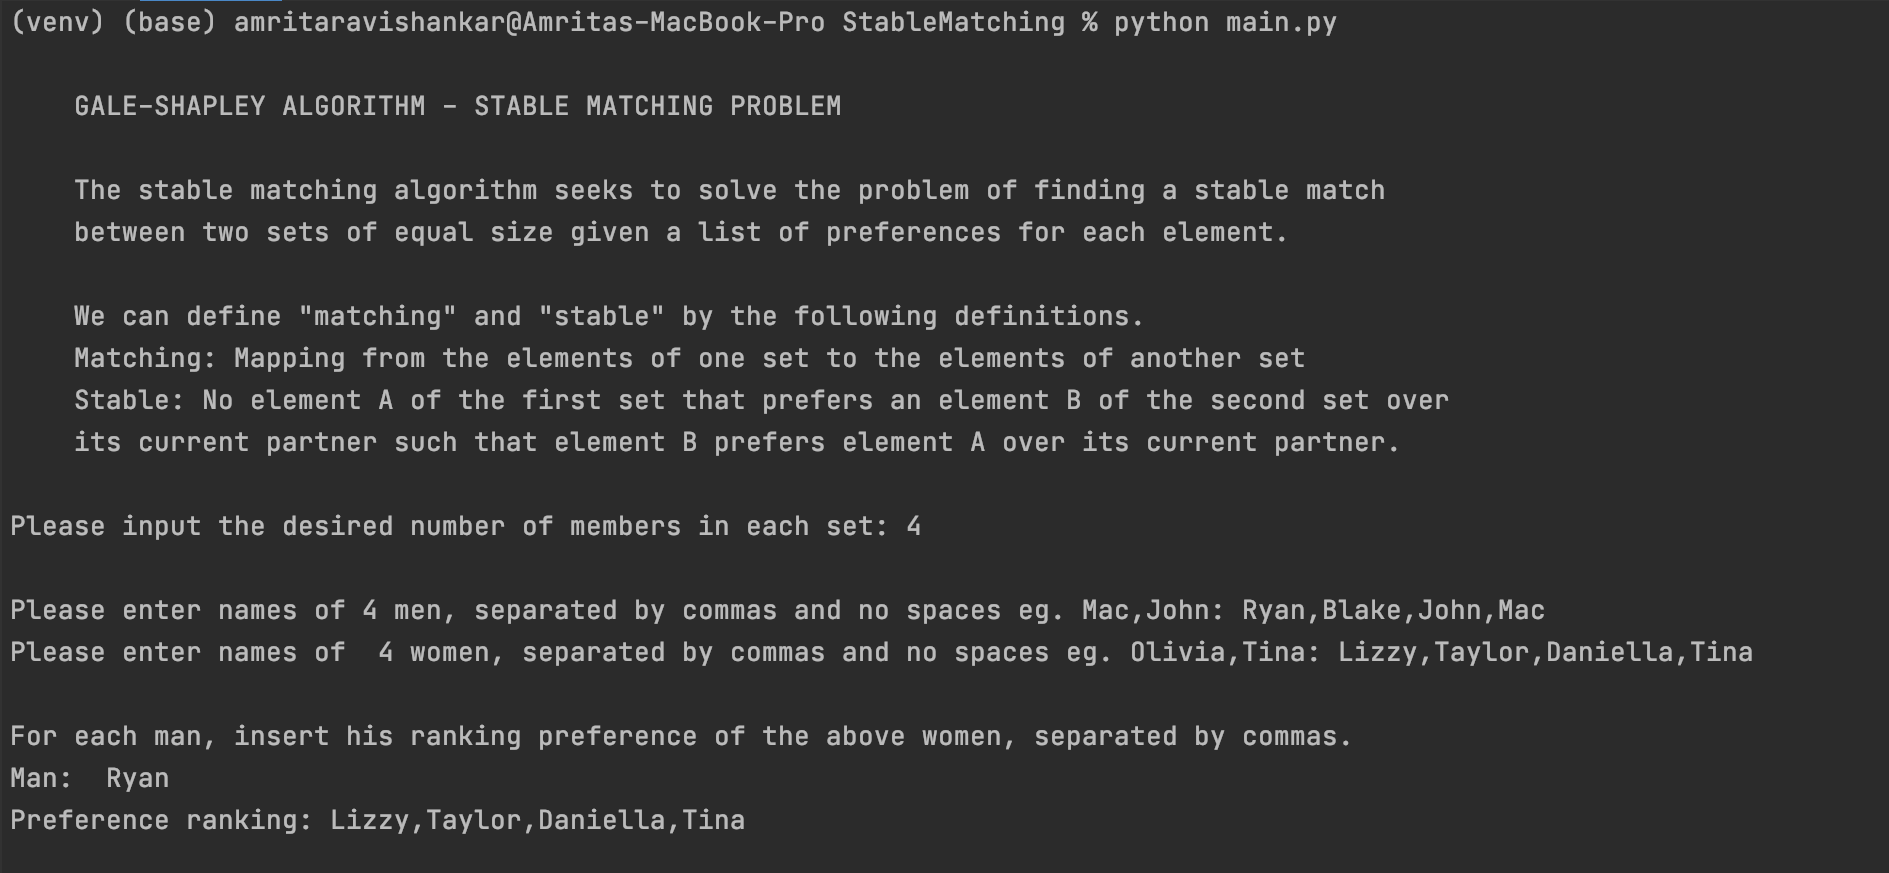 (venv) (base) amritaravishankar@Amritas-MacBook-Pro StableMatching % python main.py
GALE-SHAPLEY ALGORITHM - STABLE MATCHING PROBLEM
The stable matching algorithm seeks to solve the problem of finding a stable match
between two sets of equal size given a list of preferences for each element.
We can define "matching" and "stable" by the following definitions.
Matching: Mapping from the elements of one set to the elements of another set
Stable: No element A of the first set that prefers an element B of the second set over
its current partner such that element B prefers element A over its current partner.
Please input the desired number of members in each set: 4
Please enter names of 4 men, separated by commas and no spaces eg. Mac,John: Ryan,Blake,John,Mac
Please enter names of  4 women, separated by commas and no spaces eg. Olivia,Tina: Lizzy,Taylor,Daniella,Tina
For each man, insert his ranking preference of the above women, separated by commas.
Man:  Ryan
Preference ranking: Lizzy,Taylor,Daniella,Tina